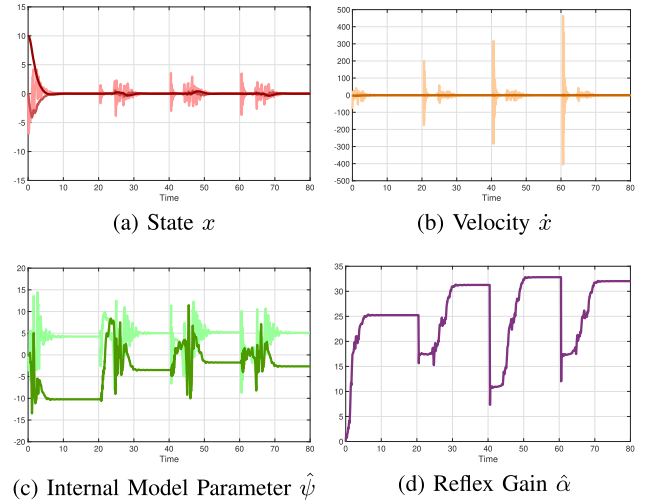 15
10
5
0
-5
-10
-15
0 10 20 30 40 50 60 70 80
Time
(a) State x
500
400
300
200
100
0
-100
-200
-300
-400
-500
0 10 20 30 40 50 60 70 80
Time
(b) Velocity ẋ
20
15
10
5
0
-5
-10
-15
-20
0 10 20 30 40 50 60 70 80
Time
(c) Internal Model Parameter ψ̂
35
30
25
20
15
10
5
0
0 10 20 30 40 50 60 70 80
Time
(d) Reflex Gain α̂